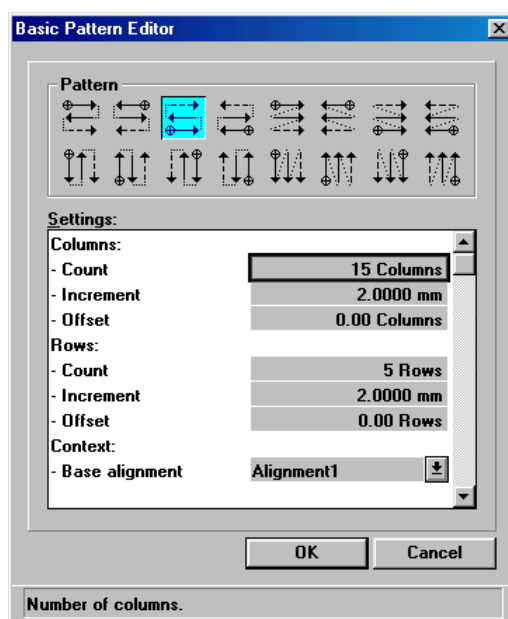 Basic Pattern Editor
Pattern
Settings:
Columns:
- Count 15 Columns
- Increment 2.0000 mm
- Offset 0.00 Columns
Rows:
- Count 5 Rows
- Increment 2.0000 mm
- Offset 0.00 Rows
Context:
- Base alignment Alignment1
OK Cancel
Number of columns.